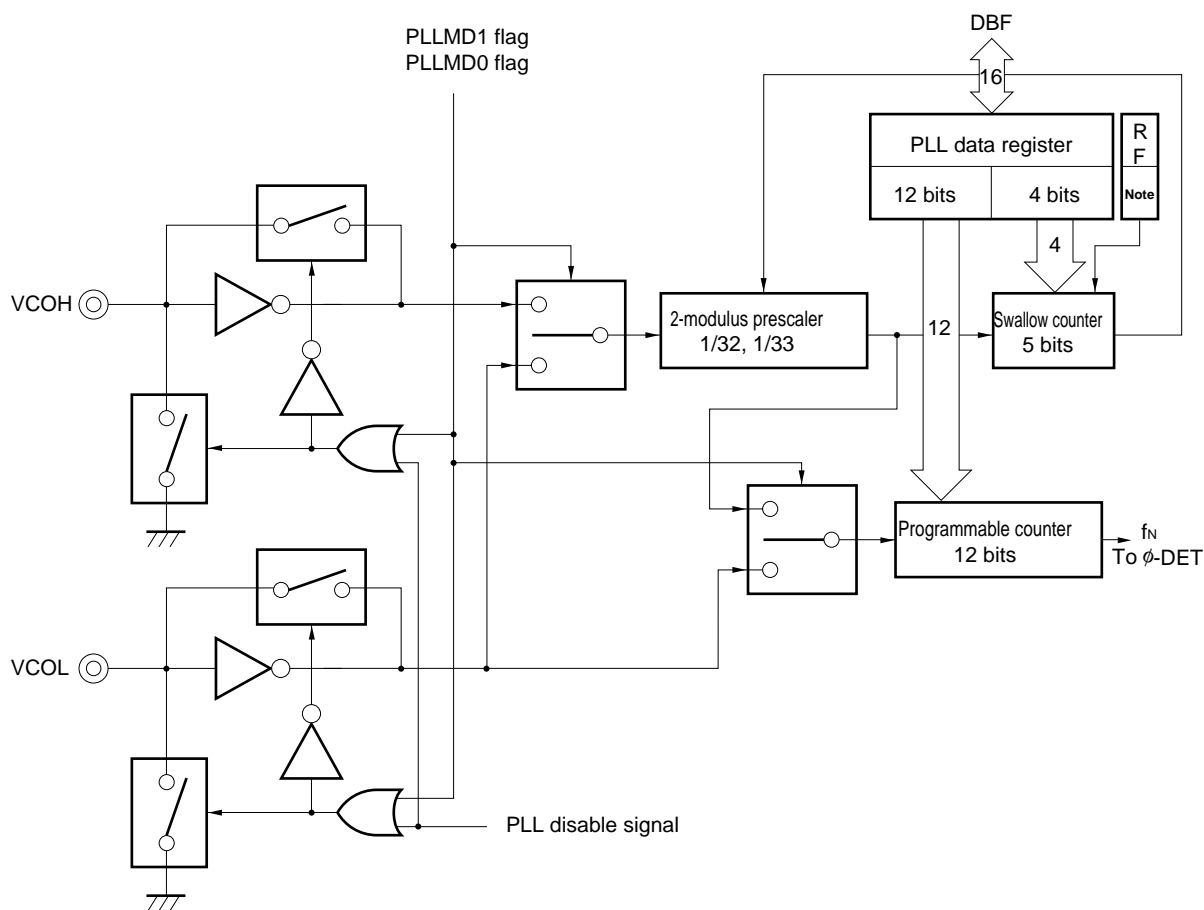 PLLMD1 flag
PLLMD0 flag
DBF
16
PLL data register
12 bits
4 bits
R
F
Note
4
VCOH
2-modulus prescaler
1/32, 1/33
12
Swallow counter
5 bits
Programmable counter
12 bits
fN
To ϕ-DET
VCOL
PLL disable signal